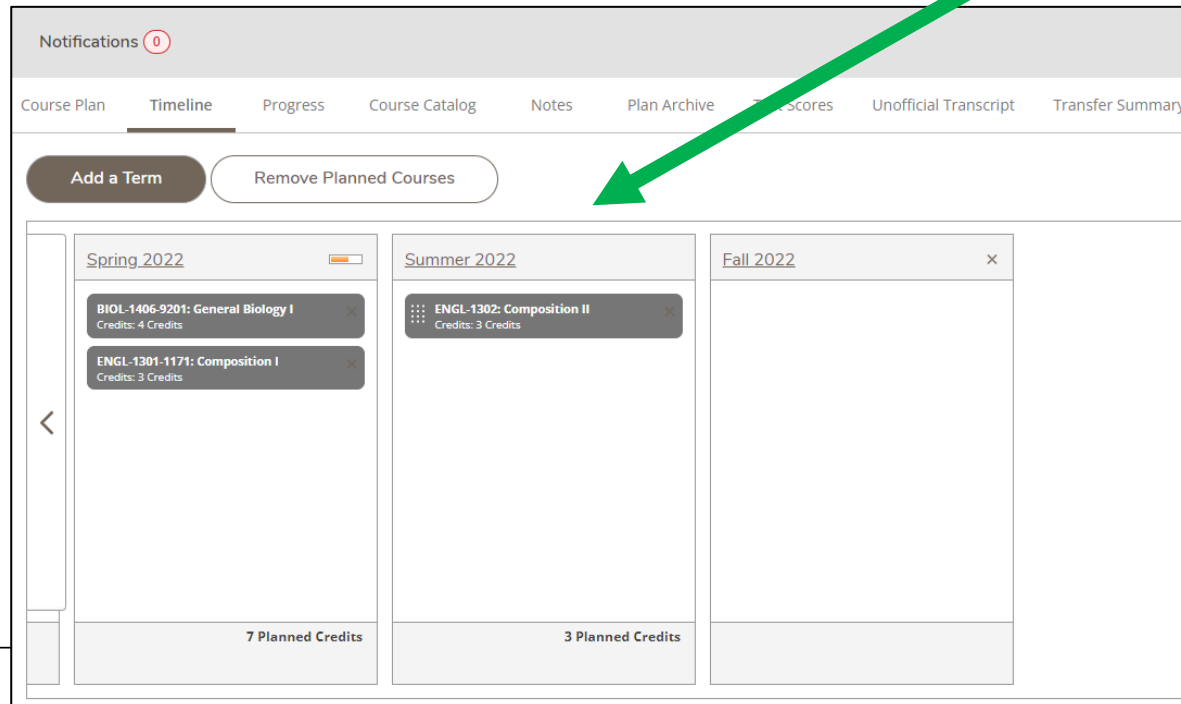 Notifications 0
Course Plan Timeline Progress Course Catalog Notes Plan Archive Scores Unofficial Transcript Transfer Summary
Add a Term Remove Planned Courses
Spring 2022 Summer 2022 Fall 2022
BIOL-1406-9201: General Biology I
Credits: 4 Credits
ENGL-1301-1171: Composition I
Credits: 3 Credits
ENGL-1302: Composition II
Credits: 3 Credits
7 Planned Credits 3 Planned Credits